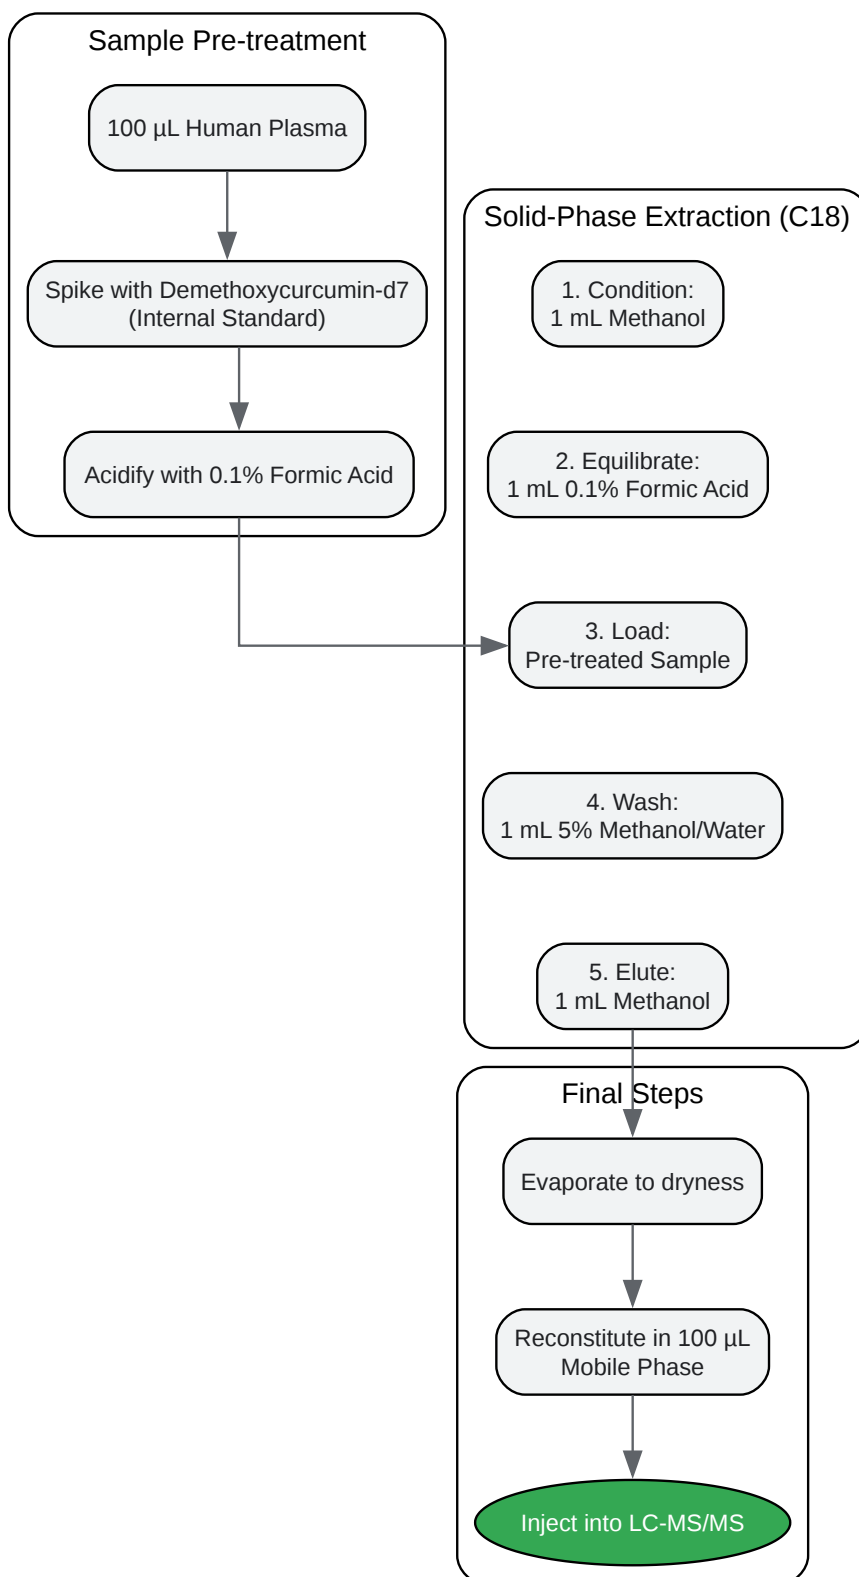 Sample Pre-treatment
100 µL Human Plasma
Spike with Demethoxycurcumin-d7
(Internal Standard)
Acidify with 0.1% Formic Acid
Solid-Phase Extraction (C18)
1. Condition:
1 mL Methanol
2. Equilibrate:
1 mL 0.1% Formic Acid
3. Load:
Pre-treated Sample
4. Wash:
1 mL 5% Methanol/Water
5. Elute:
1 mL Methanol
Final Steps
Evaporate to dryness
Reconstitute in 100 µL
Mobile Phase
Inject into LC-MS/MS